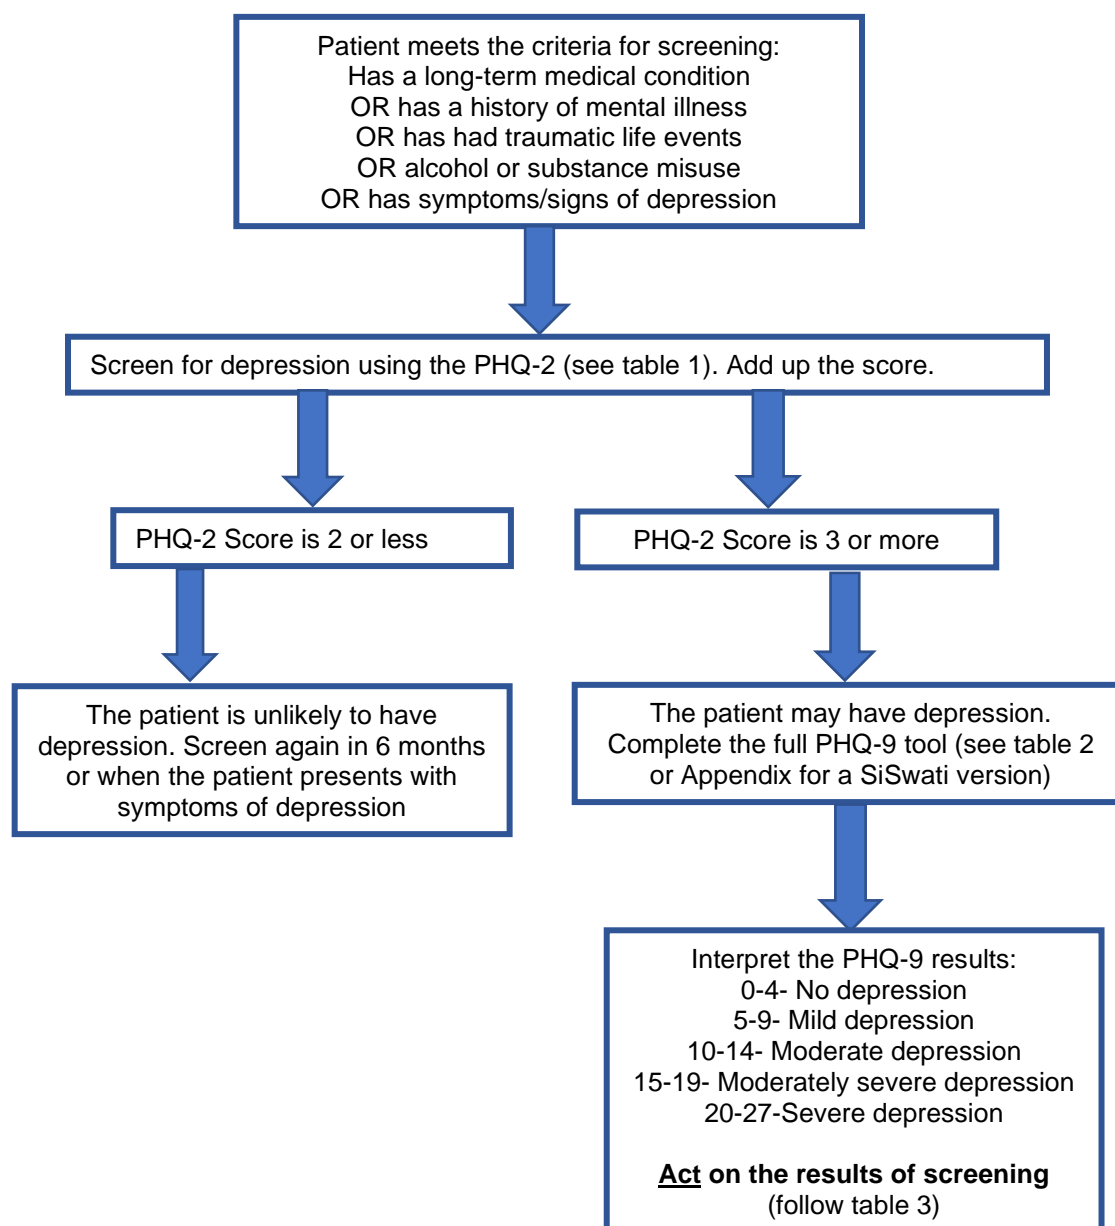 Patient meets the criteria for screening:
Has a long-term medical condition
OR has a history of mental illness
OR has had traumatic life events
OR alcohol or substance misuse
OR has symptoms/signs of depression
Screen for depression using the PHQ-2 (see table 1). Add up the score.
PHQ-2 Score is 2 or less
PHQ-2 Score is 3 or more
The patient is unlikely to have
depression. Screen again in 6 months
or when the patient presents with
symptoms of depression
The patient may have depression.
Complete the full PHQ-9 tool (see table 2
or Appendix for a SiSwati version)
Interpret the PHQ-9 results:
0-4- No depression
5-9- Mild depression
10-14- Moderate depression
15-19- Moderately severe depression
20-27-Severe depression
Act on the results of screening
(follow table 3)